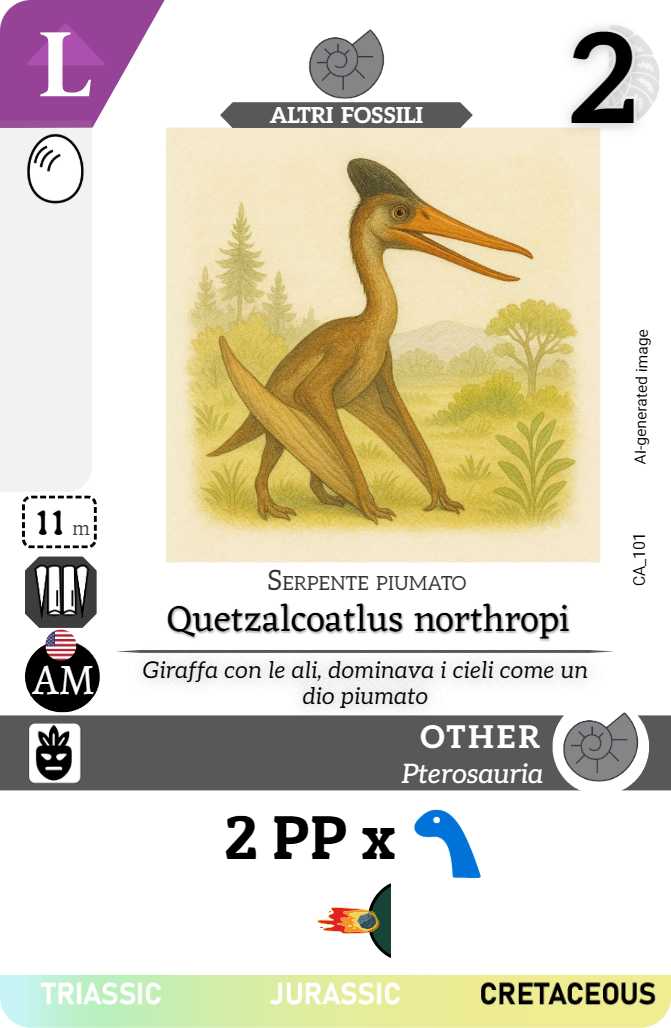 L
ALTRI FOSSILI
2
AI-generated image
CA_101
11 m
AM
Serpente piumato
Quetzalcoatlus northropi
Giraffa con le ali, dominava i cieli come un
dio piumato
OTHER
Pterosauria
2 PP x
TRIASSIC JURASSIC CRETACEOUS